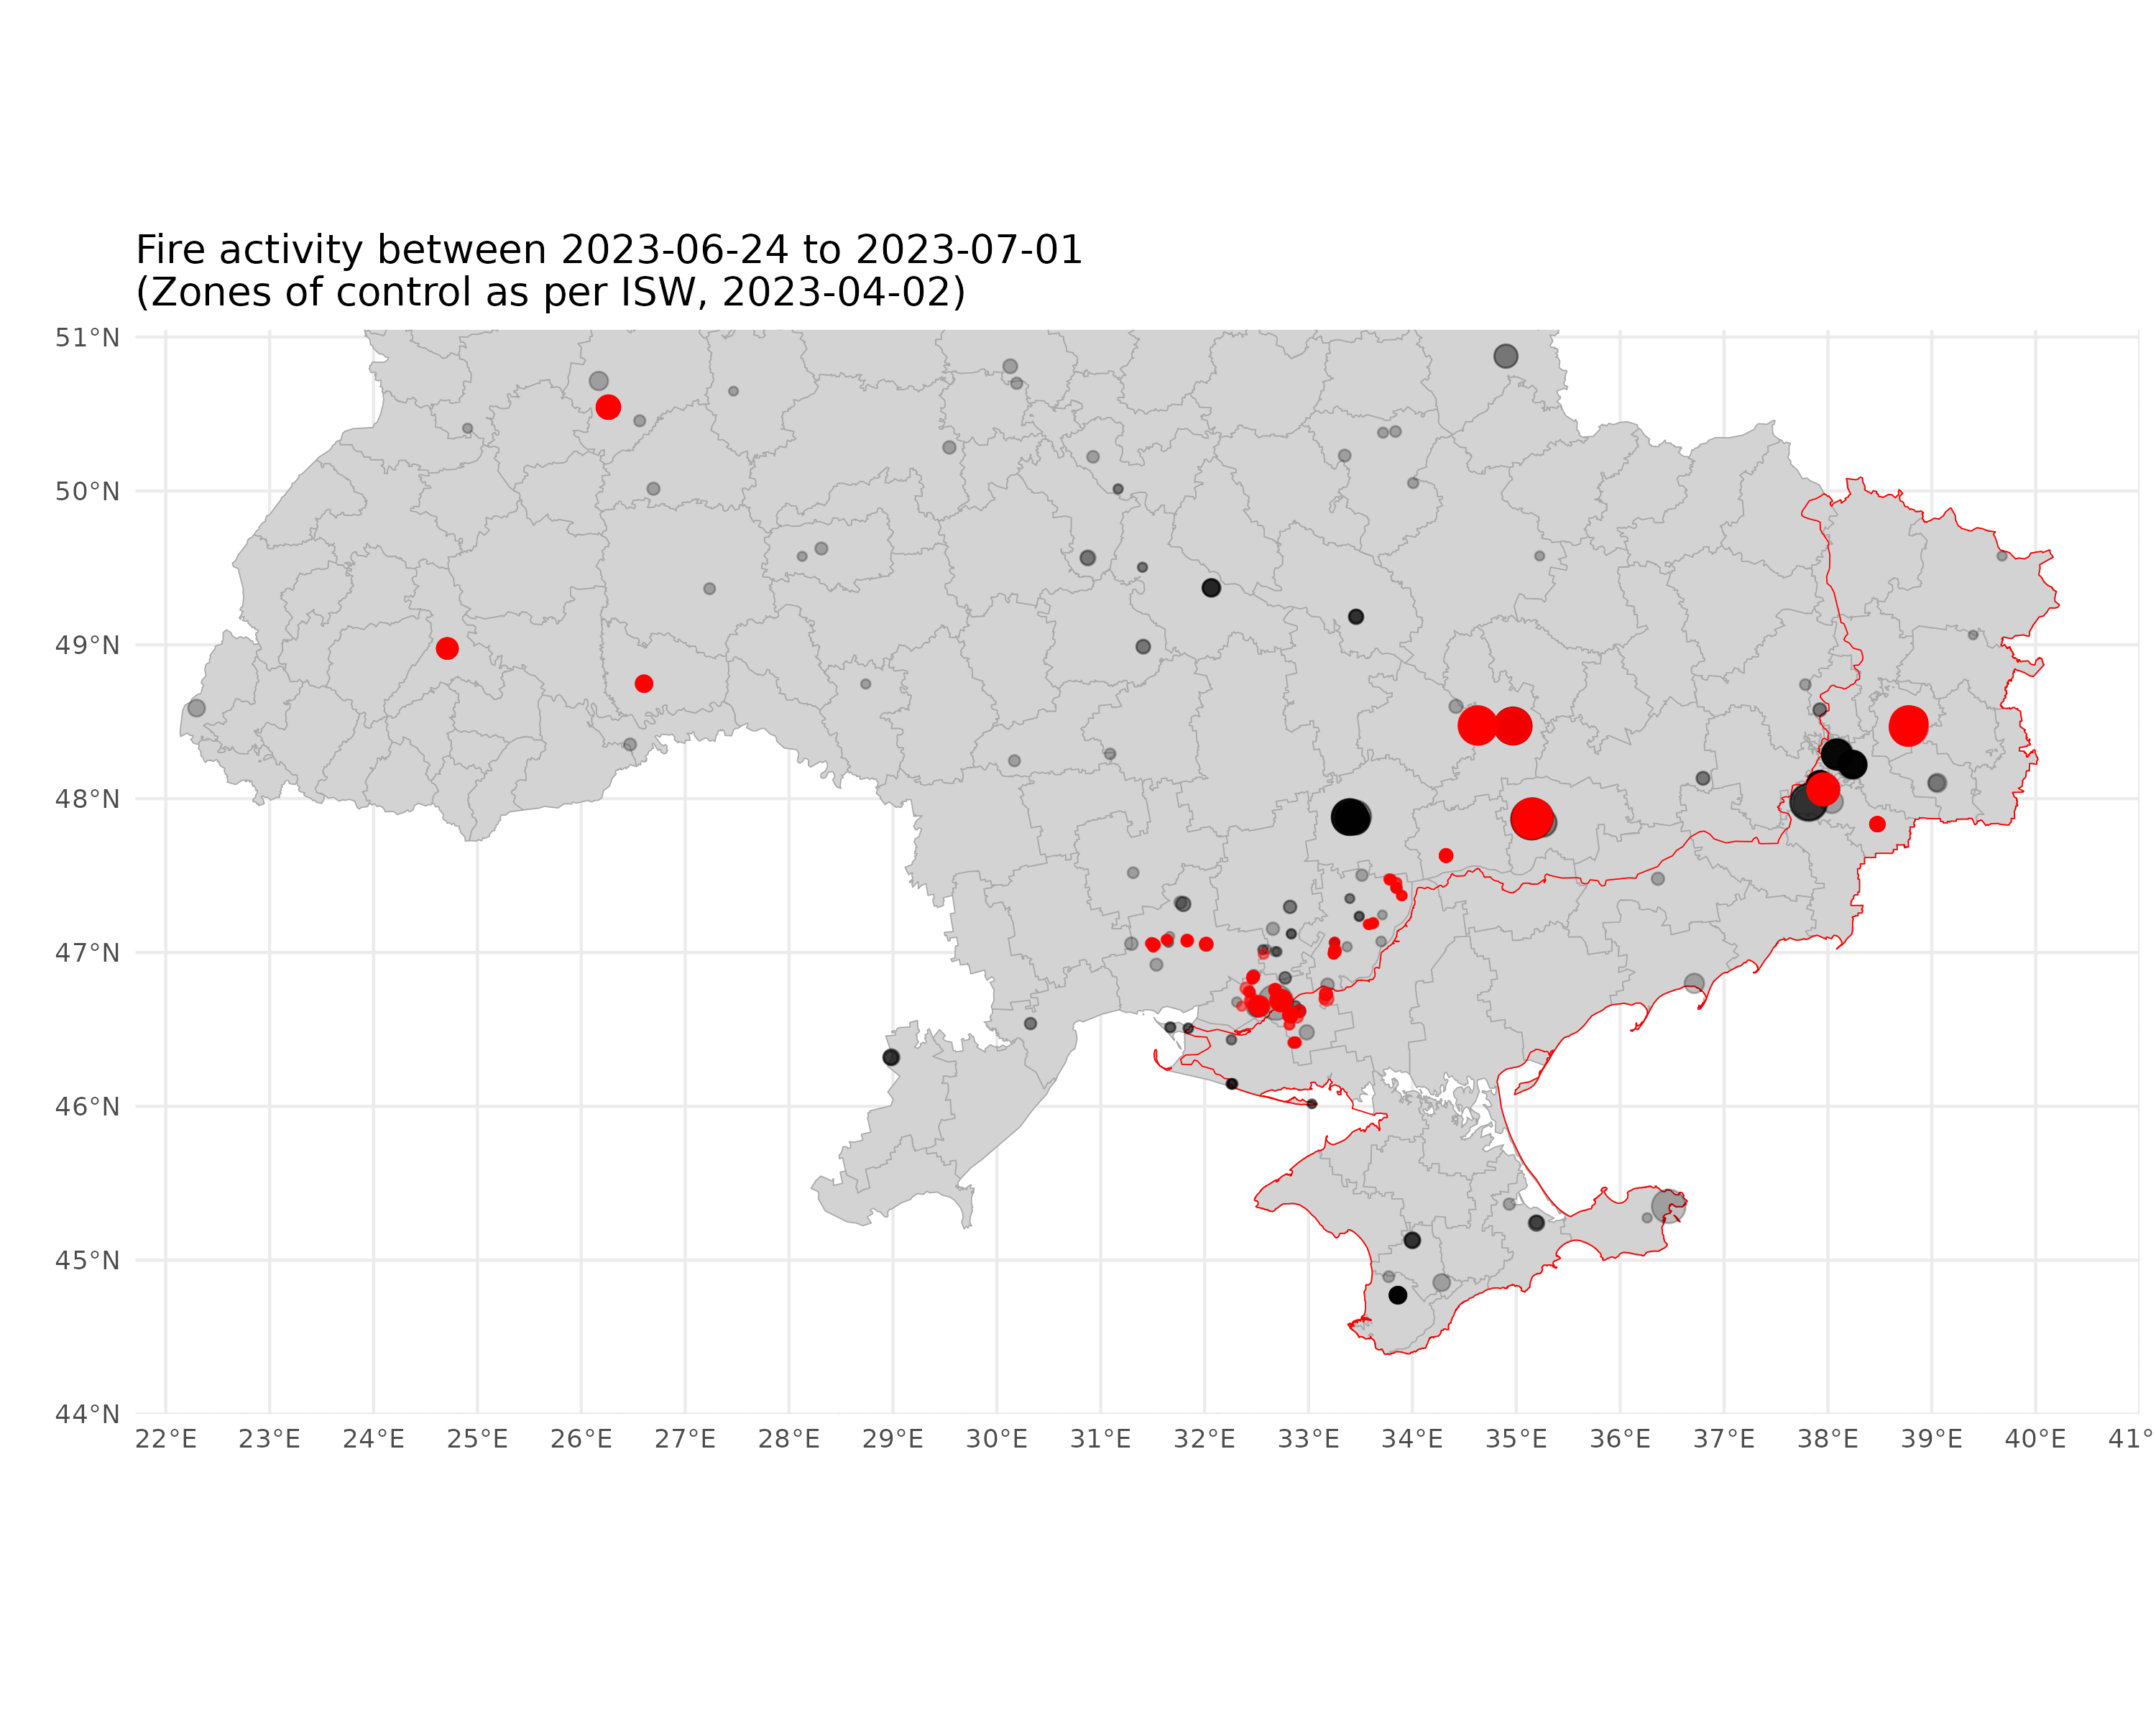 Fire activity between 2023-06-24 to 2023-07-01
(Zones of control as per ISW, 2023-04-02)
51°N
50°N
49°N
48°N
47°N
46°N
45°N
44°N
22°E 23°E 24°E 25°E 26°E 27°E 28°E 29°E 30°E 31°E 32°E 33°E 34°E 35°E 36°E 37°E 38°E 39°E 40°E 41°